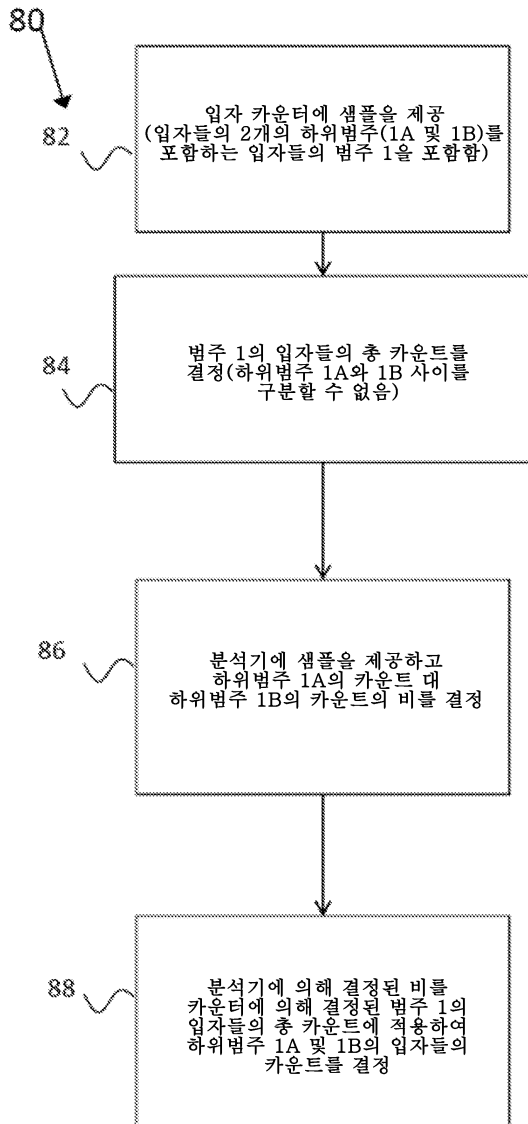 80
82
입자 카운터에 샘플을 제공
(입자들의 2개의 하위범주(1A 및 1B)를
포함하는 입자들의 범주 1을 포함함)
84
범주 1의 입자들의 총 카운트를
결정(하위범주 1A와 1B 사이를
구분할 수 없음)
86
분석기에 샘플을 제공하고
하위범주 1A의 카운트 대
하위범주 1B의 카운트의 비를 결정
88
분석기에 의해 결정된 비를
카운터에 의해 결정된 범주 1의
입자들의 총 카운트에 적용하여
하위범주 1A 및 1B의 입자들의
카운트를 결정